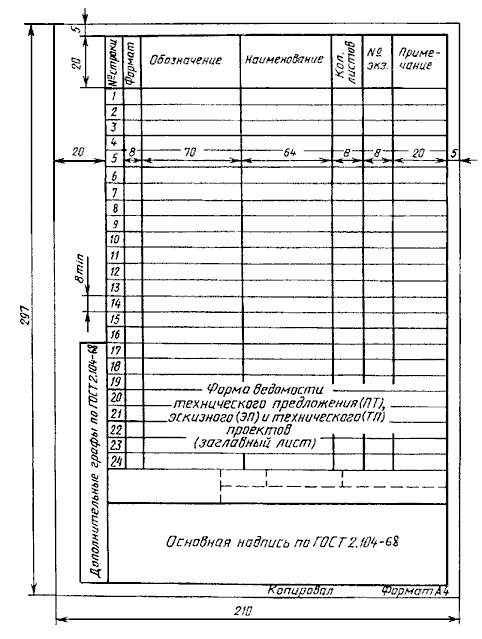 5
20
№ строки
Формат
Обозначение
Наименование
Кол. листов
№ экз.
Приме-
чание
1
2
3
4
20
5
8
70
64
8
8
20
5
6
7
8
9
10
11
12
13
8 min
14
15
16
297
17
18
19
20
21
22
23
24
Форма ведомости
технического предложения (ПТ),
эскизного (ЭП) и технического (ТП)
проектов
(заглавный лист)
Дополнительные графы по ГОСТ 2.104-68
Основная надпись по ГОСТ 2.104-68
Копировал Формат А4
210